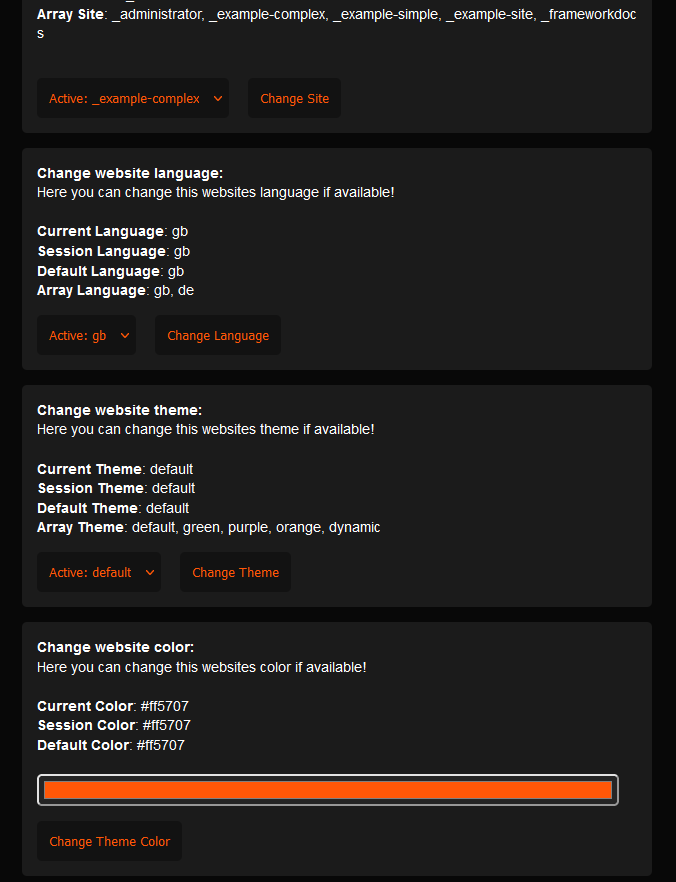 Array Site: _administrator, _example-complex, _example-simple, _example-site, _frameworkdoc
s
Active: _example-complex Change Site
Change website language:
Here you can change this websites language if available!
Current Language: gb
Session Language: gb
Default Language: gb
Array Language: gb, de
Active: gb Change Language
Change website theme:
Here you can change this websites theme if available!
Current Theme: default
Session Theme: default
Default Theme: default
Array Theme: default, green, purple, orange, dynamic
Active: default Change Theme
Change website color:
Here you can change this websites color if available!
Current Color: #ff5707
Session Color: #ff5707
Default Color: #ff5707
Change Theme Color